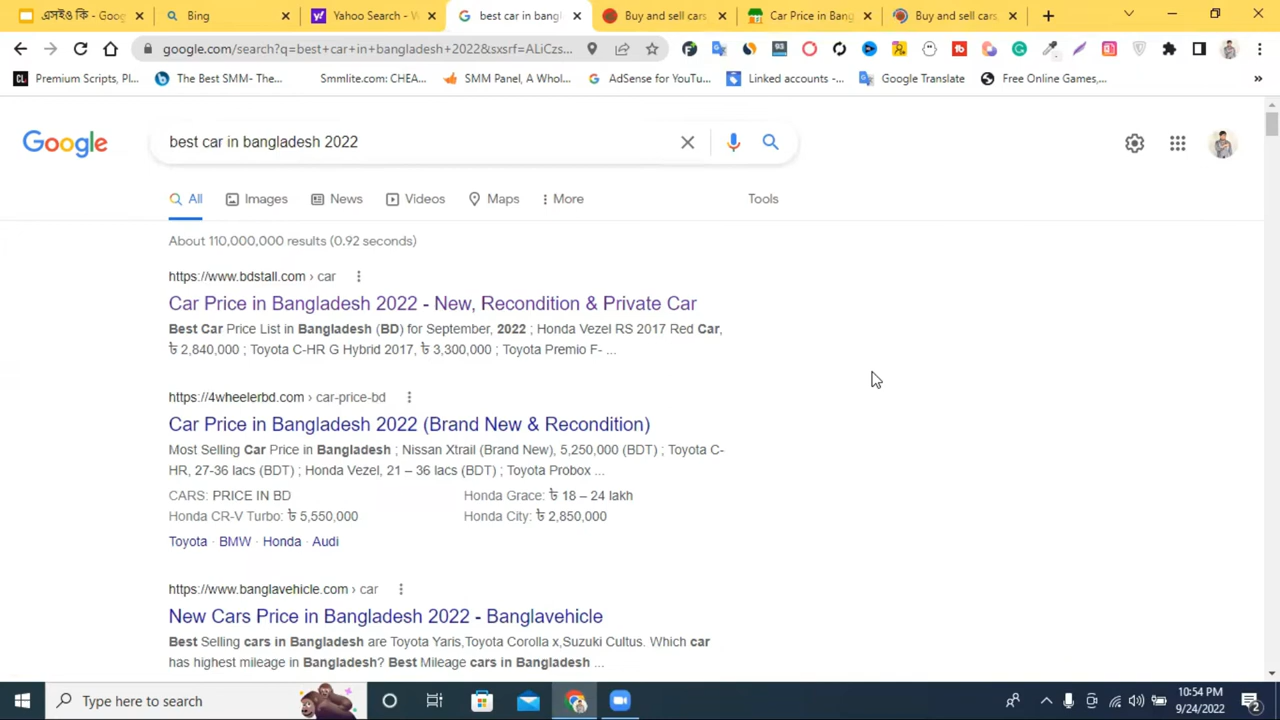 এসইও কি - Goog
Bing
Yahoo Search - W
best car in bangl
Buy and sell cars,
Car Price in Bang
Buy and sell cars,
google.com/search?q=best+car+in+bangladesh+2022&sxsrf=ALiCzs...
93
CL Premium Scripts, Pl...
The Best SMM- The...
Smmlite.com: CHEA...
SMM Panel, A Whol...
AdSense for YouTu...
Linked accounts -...
Google Translate
Free Online Games,...
Google
best car in bangladesh 2022
All
Images
News
Videos
Maps
More
Tools
About 110,000,000 results (0.92 seconds)
https://www.bdstall.com › car
Car Price in Bangladesh 2022 - New, Recondition & Private Car
Best Car Price List in Bangladesh (BD) for September, 2022 ; Honda Vezel RS 2017 Red Car,
৳ 2,840,000 ; Toyota C-HR G Hybrid 2017, ৳ 3,300,000 ; Toyota Premio F- ...
https://4wheelerbd.com › car-price-bd
Car Price in Bangladesh 2022 (Brand New & Recondition)
Most Selling Car Price in Bangladesh ; Nissan Xtrail (Brand New), 5,250,000 (BDT) ; Toyota C-
HR, 27-36 lacs (BDT) ; Honda Vezel, 21 – 36 lacs (BDT) ; Toyota Probox ...
CARS: PRICE IN BD
Honda Grace: ৳ 18 – 24 lakh
Honda CR-V Turbo: ৳ 5,550,000
Honda City: ৳ 2,850,000
Toyota · BMW · Honda · Audi
https://www.banglavehicle.com › car
New Cars Price in Bangladesh 2022 - Banglavehicle
Best Selling cars in Bangladesh are Toyota Yaris,Toyota Corolla x,Suzuki Cultus. Which car
has highest mileage in Bangladesh? Best Mileage cars in Bangladesh ...
Type here to search
10:54 PM
9/24/2022
2